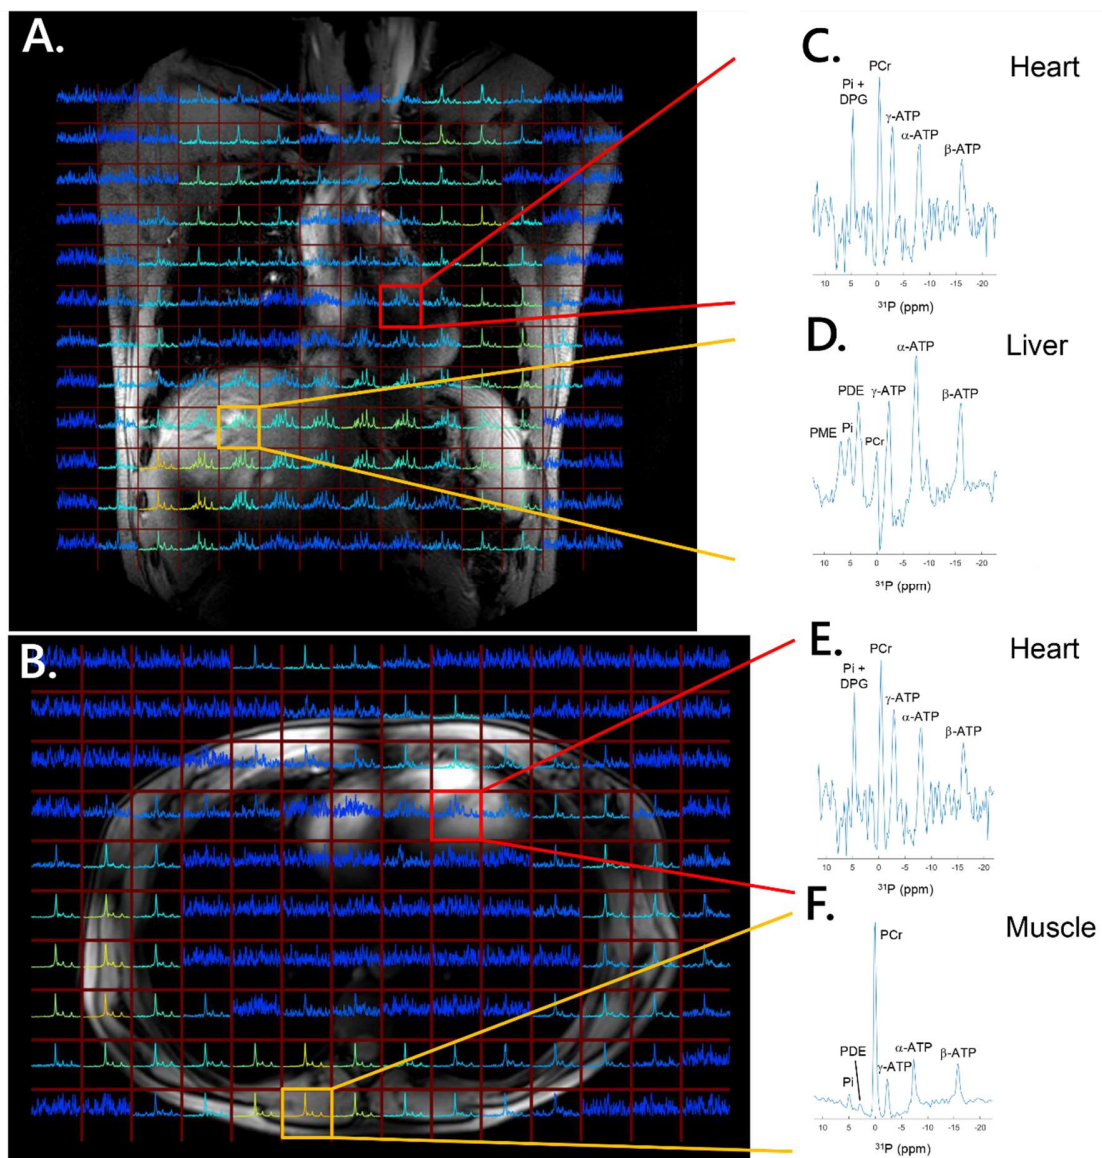 A.
C.
Heart
PCr
Pi +
DPG
γ-ATP
α-ATP
β-ATP
10 5 0 -5 -10 -15 -20
³¹P (ppm)
D.
Liver
α-ATP
PDE
γ-ATP
β-ATP
PME
Pi
PCr
10 5 0 -5 -10 -15 -20
³¹P (ppm)
B.
E.
Heart
PCr
Pi +
DPG
γ-ATP
α-ATP
β-ATP
10 5 0 -5 -10 -15 -20
³¹P (ppm)
F.
Muscle
PCr
PDE
α-ATP
β-ATP
Pi
γ-ATP
10 5 0 -5 -10 -15 -20
³¹P (ppm)